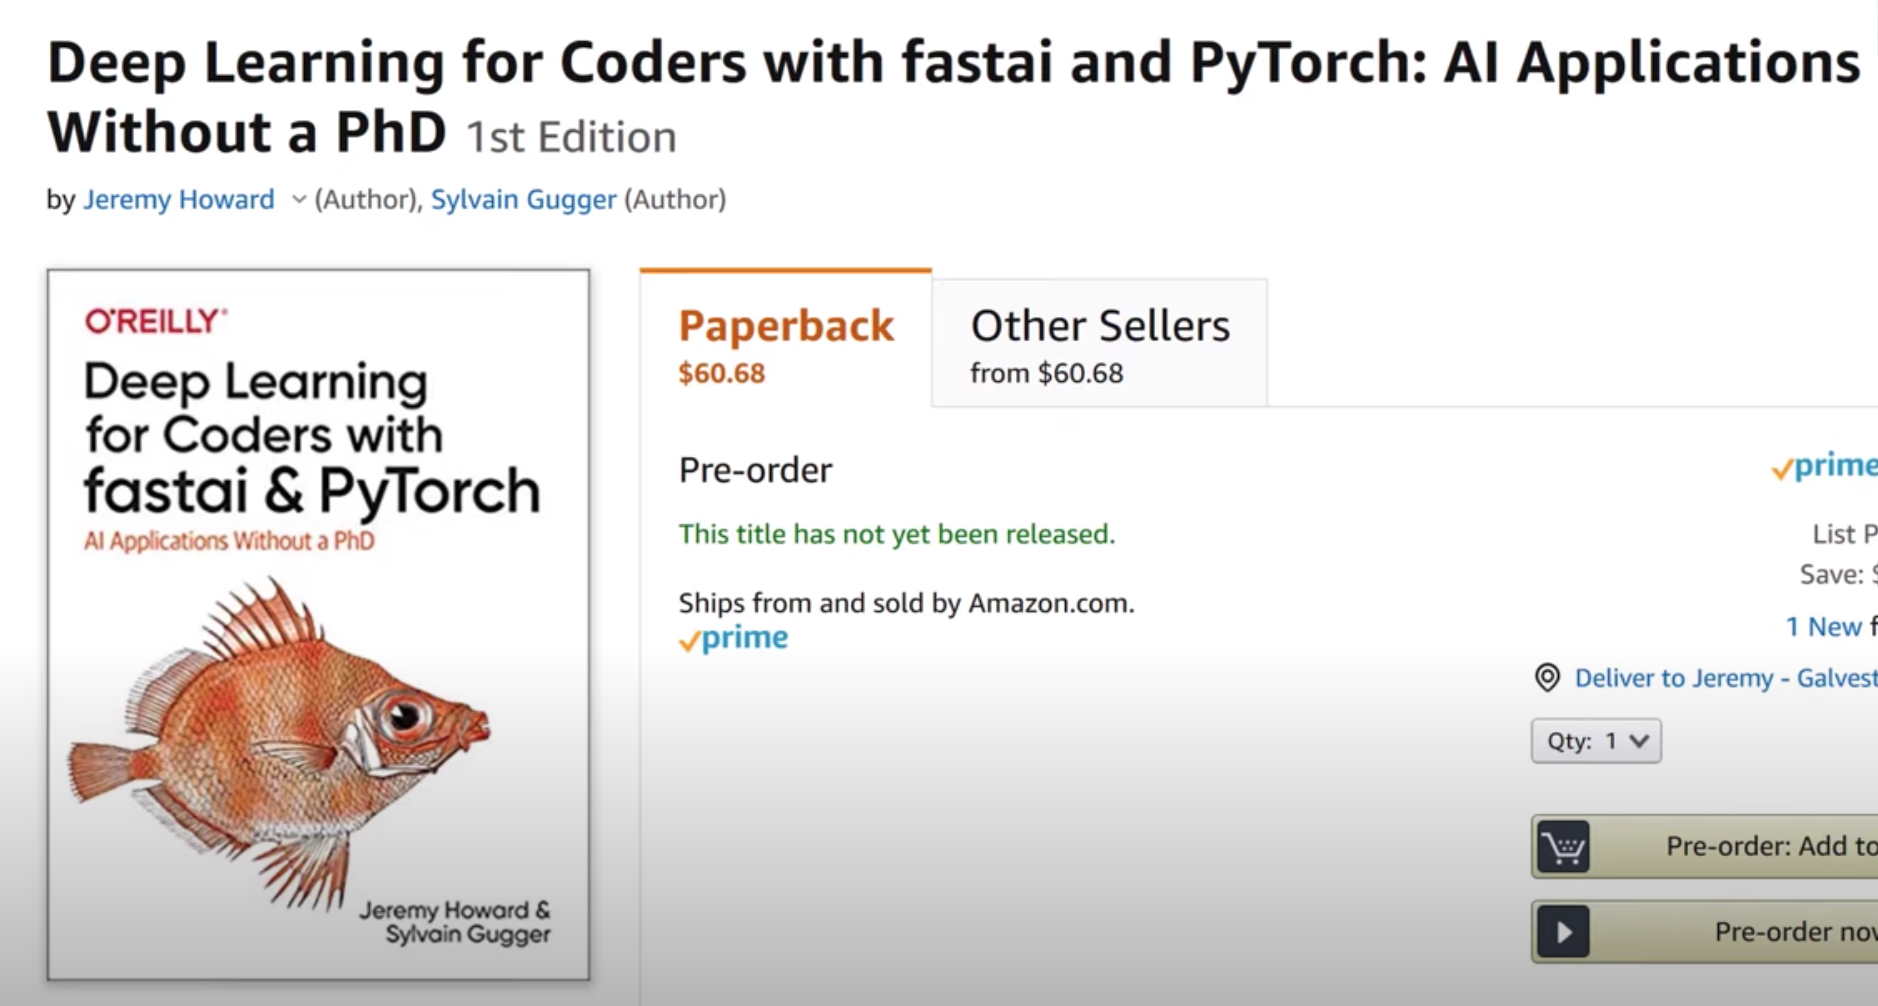 Deep Learning for Coders with fastai and PyTorch: AI Applications
Without a PhD 1st Edition
by Jeremy Howard (Author), Sylvain Gugger (Author)
O'REILLY®
Deep Learning
for Coders with
fastai & PyTorch
AI Applications Without a PhD
Jeremy Howard &
Sylvain Gugger
Paperback
$60.68
Other Sellers
from $60.68
Pre-order
This title has not yet been released.
Ships from and sold by Amazon.com.
prime
prime
List P
Save: $
1 New f
Deliver to Jeremy - Galvest
Qty: 1
Pre-order: Add to
Pre-order now